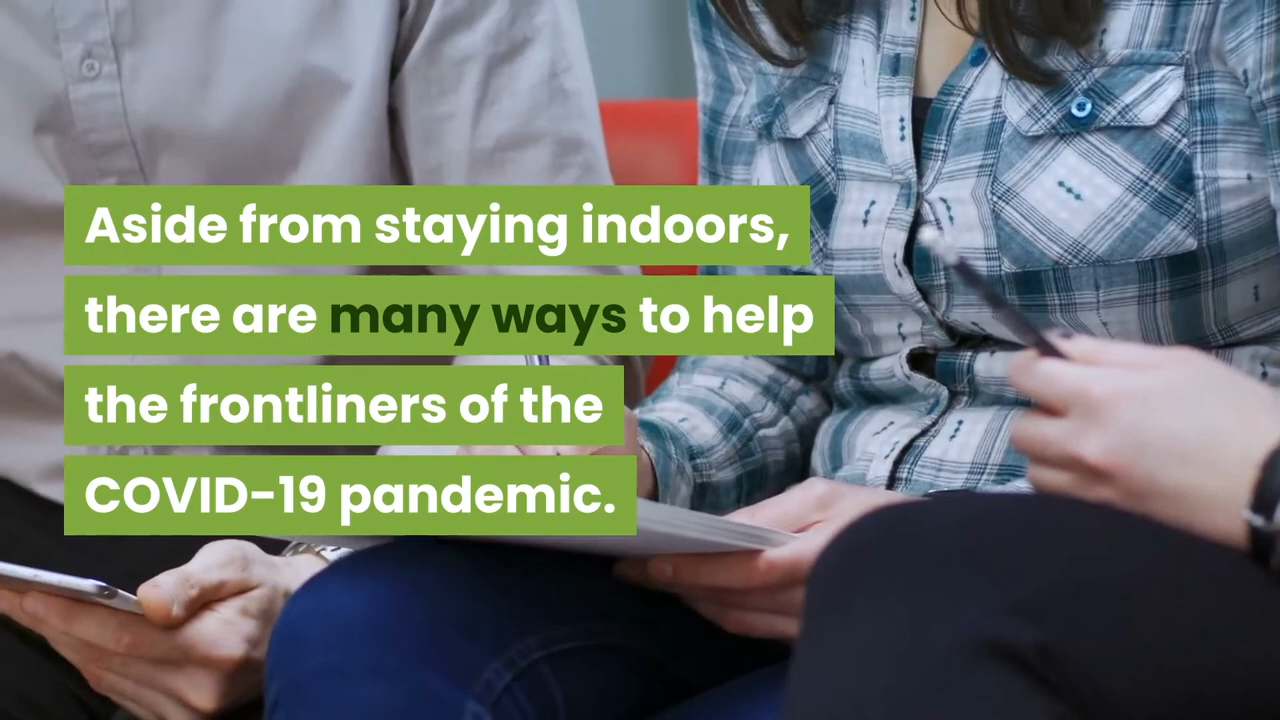 Aside from staying indoors,
there are many ways to help
the frontliners of the
COVID-19 pandemic.